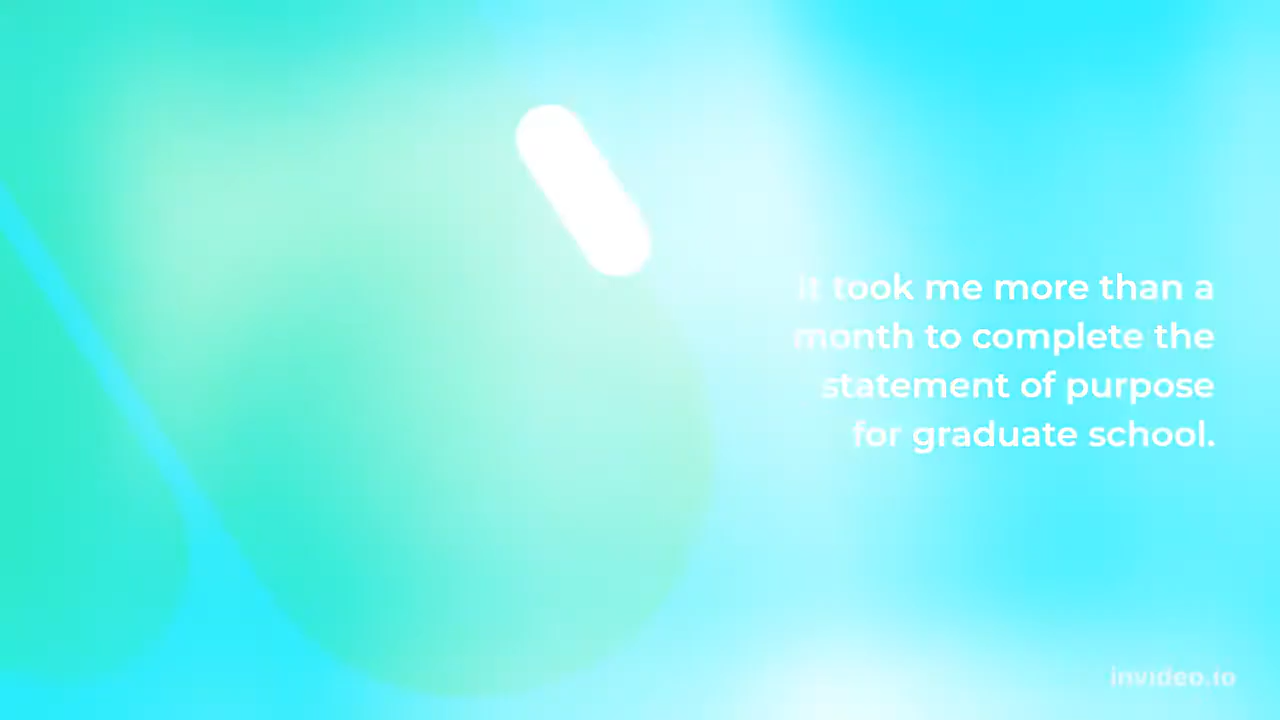 It took me more than a
month to complete the
statement of purpose
for graduate school.
invideo.io